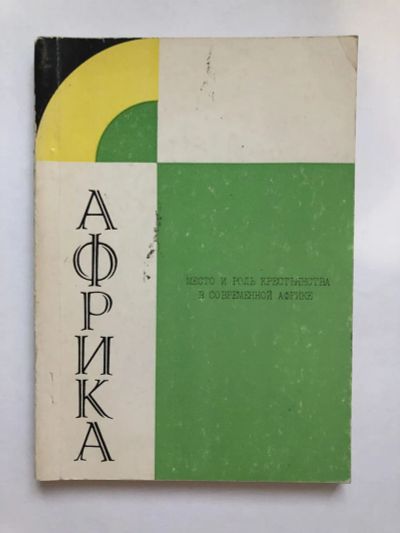 АФРИКА
МЕСТО И РОЛЬ КРЕСТЬЯНСТВА
В СОВРЕМЕННОЙ АФРИКЕ